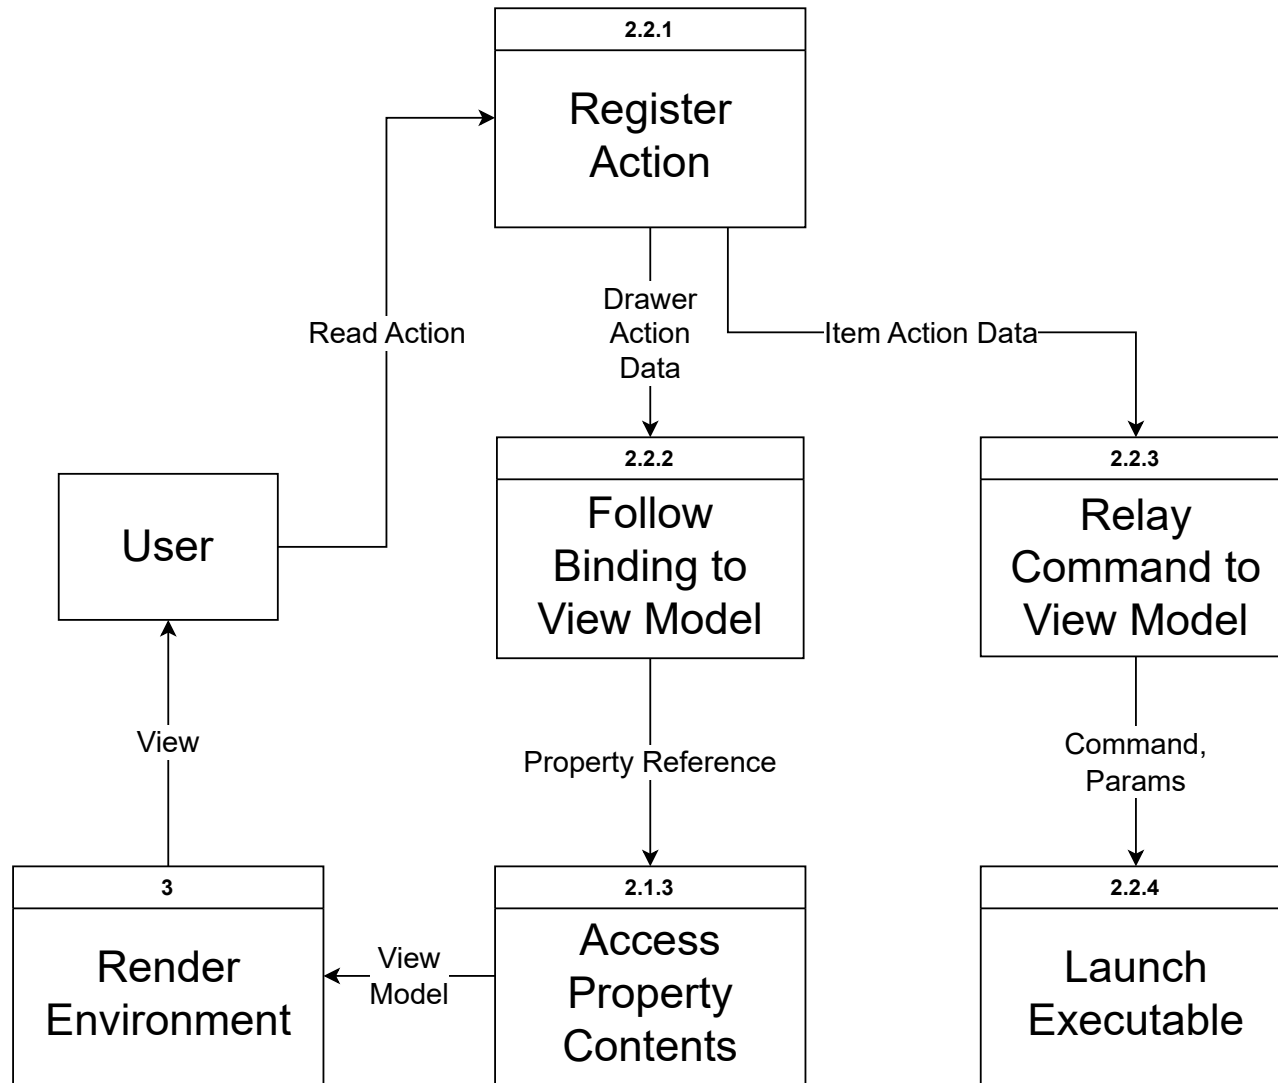 2.2.1
Register
Action
Read Action
Drawer
Action
Data
Item Action Data
User
2.2.2
Follow
Binding to
View Model
2.2.3
Relay
Command to
View Model
View
Property Reference
Command,
Params
3
Render
Environment
View
Model
2.1.3
Access
Property
Contents
2.2.4
Launch
Executable